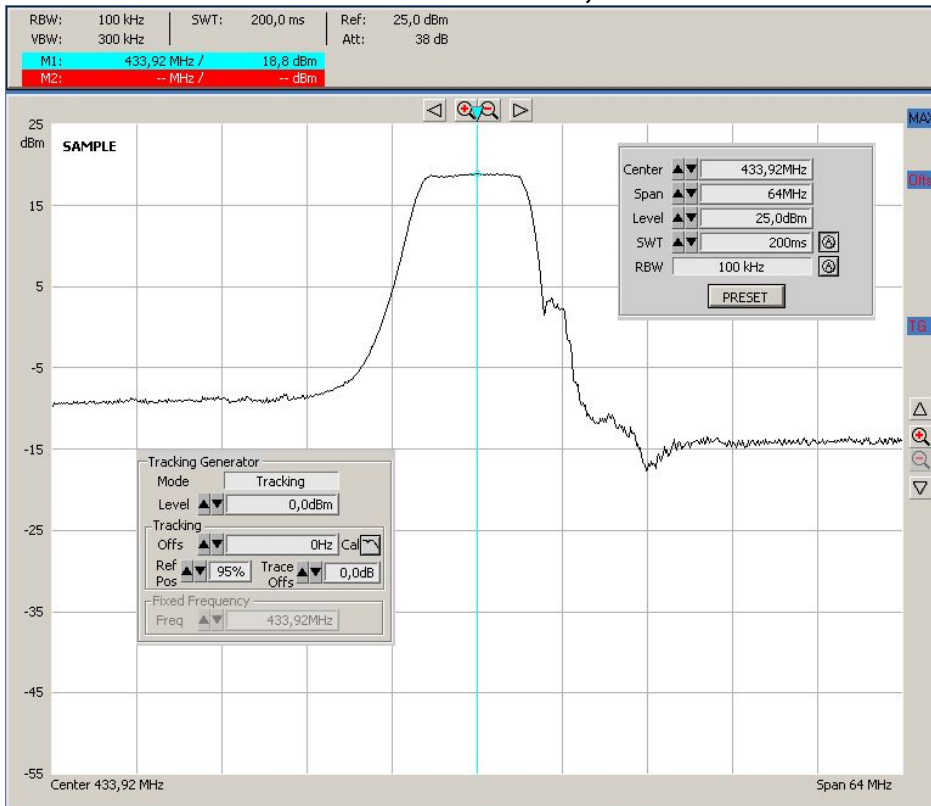 RBW: 100 kHz SWT: 200,0 ms Ref: 25,0 dBm
VBW: 300 kHz Att: 38 dB
M1: 433,92 MHz / 18,8 dBm
M2: -- MHz / -- dBm
25
dBm
SAMPLE
15
5
-5
-15
-25
-35
-45
-55
Center 433,92MHz
Span 64MHz
Level 25,0dBm
SWT 200ms
RBW 100 kHz
PRESET
TG
Tracking Generator
Mode Tracking
Level 0,0dBm
Tracking
Offs 0Hz Cal
Ref Pos 95% Trace Offs 0,0dB
Fixed Frequency
Freq 433,92MHz
Center 433,92 MHz Span 64 MHz